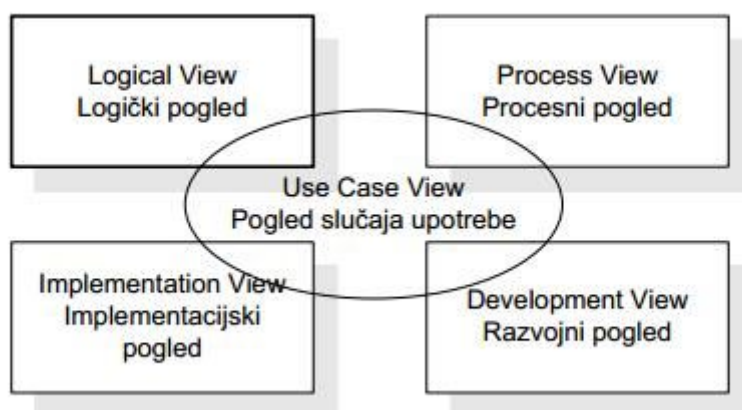 Logical View
Logički pogled
Process View
Procesni pogled
Use Case View
Pogled slučaja upotrebe
Implementation View
Implementacijski
pogled
Development View
Razvojni pogled